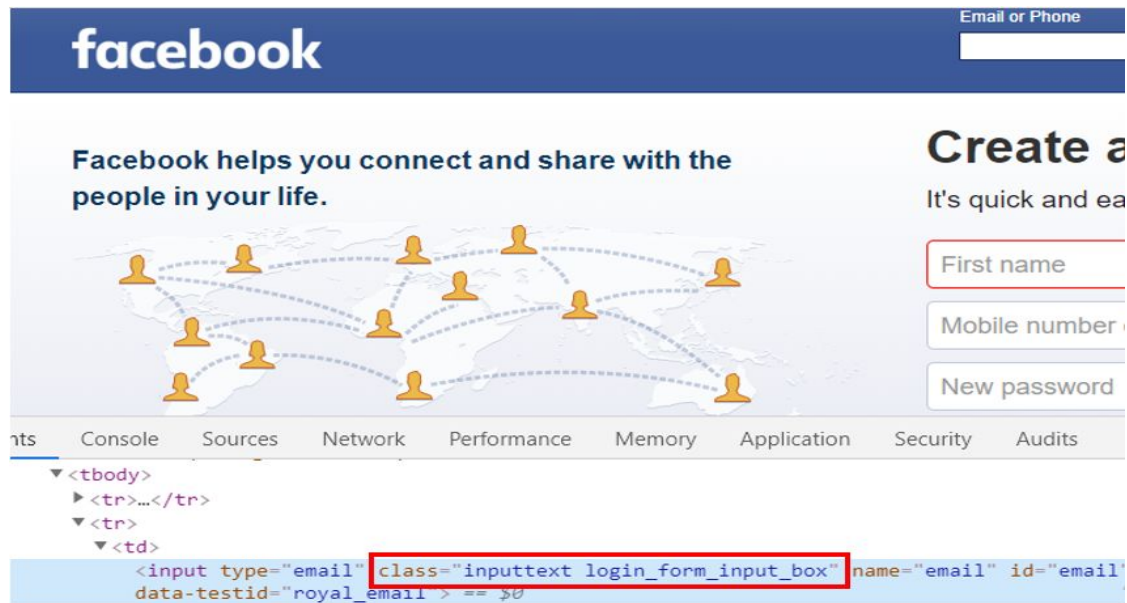 Email or Phone
facebook
Facebook helps you connect and share with the
people in your life.
Create a
It's quick and ea
First name
Mobile number
New password
nts Console Sources Network Performance Memory Application Security Audits
▼<tbody>
▶<tr>…</tr>
▼<tr>
▼<td>
<input type="email" class="inputtext login_form_input_box" name="email" id="email"
data-testid="royal_email"> == $0